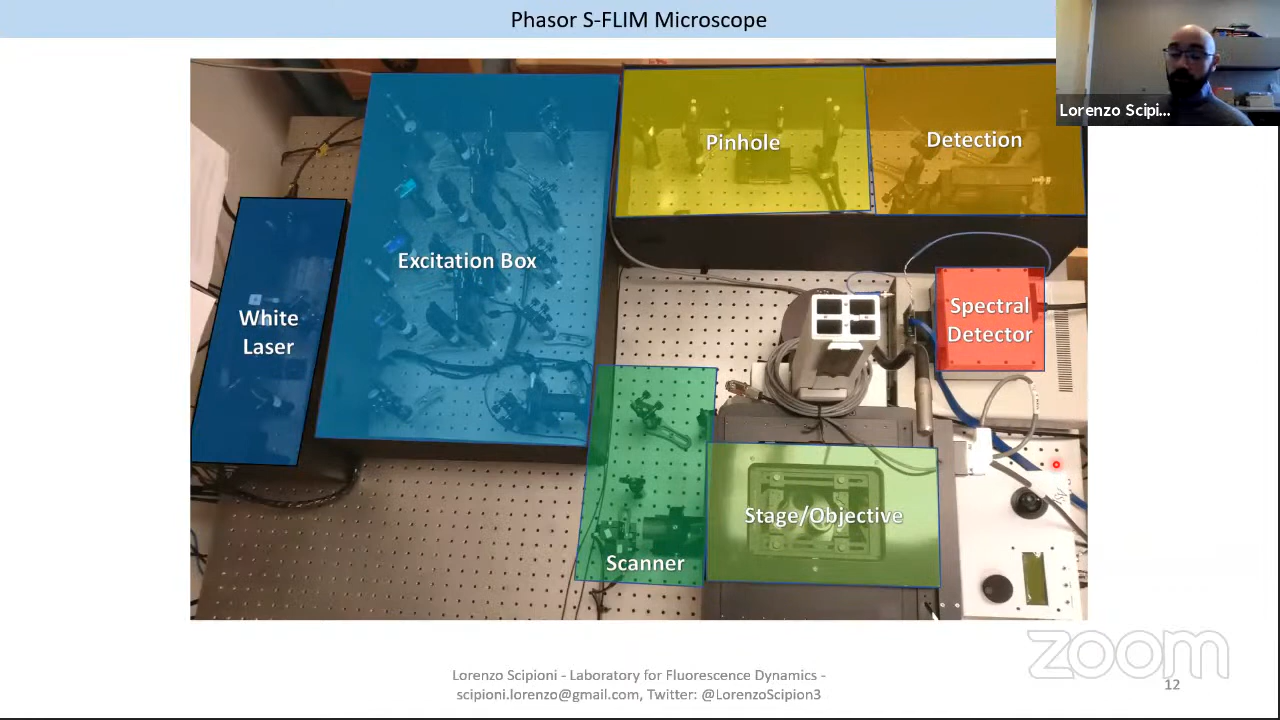 Phasor S-FLIM Microscope
Lorenzo Scipi...
Pinhole
Detection
Excitation Box
White
Laser
Spectral
Detector
Stage/Objective
Scanner
Lorenzo Scipioni - Laboratory for Fluorescence Dynamics -
scipioni.lorenzo@gmail.com, Twitter: @LorenzoScipion3
zoom
12